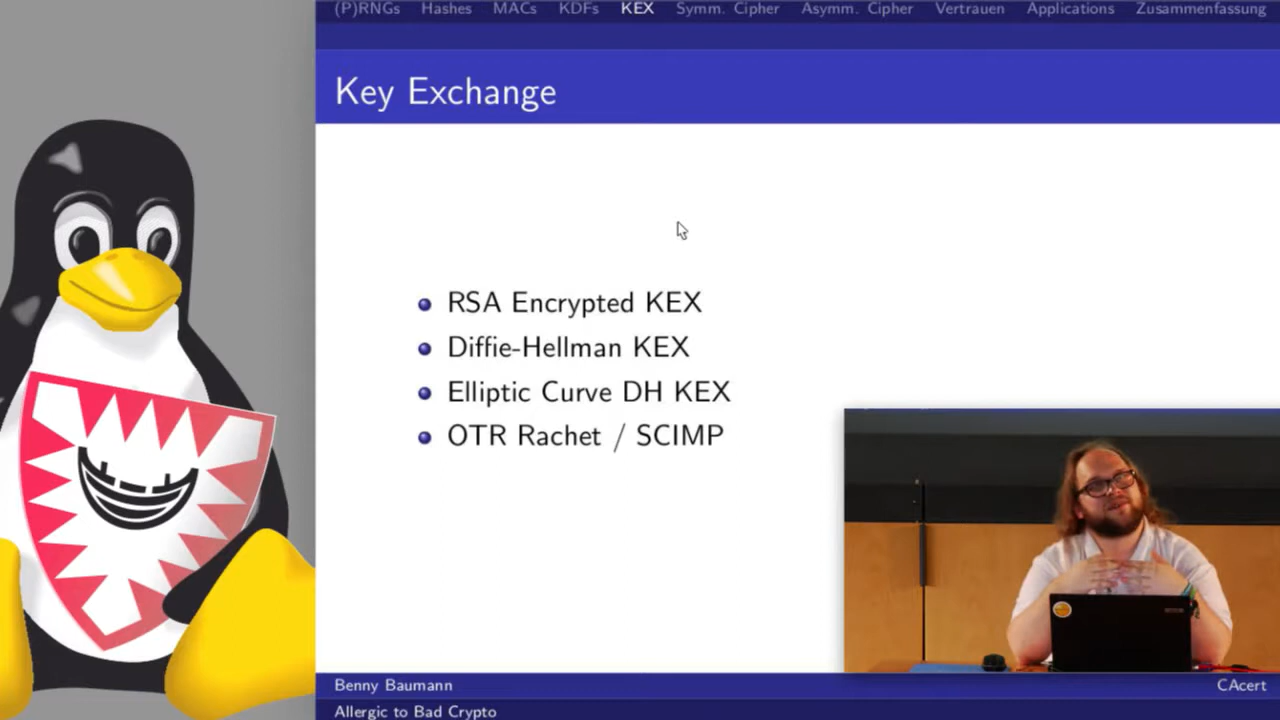 (P)RNGs Hashes MACs KDFs KEX Symm. Cipher Asymm. Cipher Vertrauen Applications Zusammenfassung
Key Exchange
RSA Encrypted KEX
Diffie-Hellman KEX
Elliptic Curve DH KEX
OTR Rachet / SCIMP
Benny Baumann CAcert
Allergic to Bad Crypto